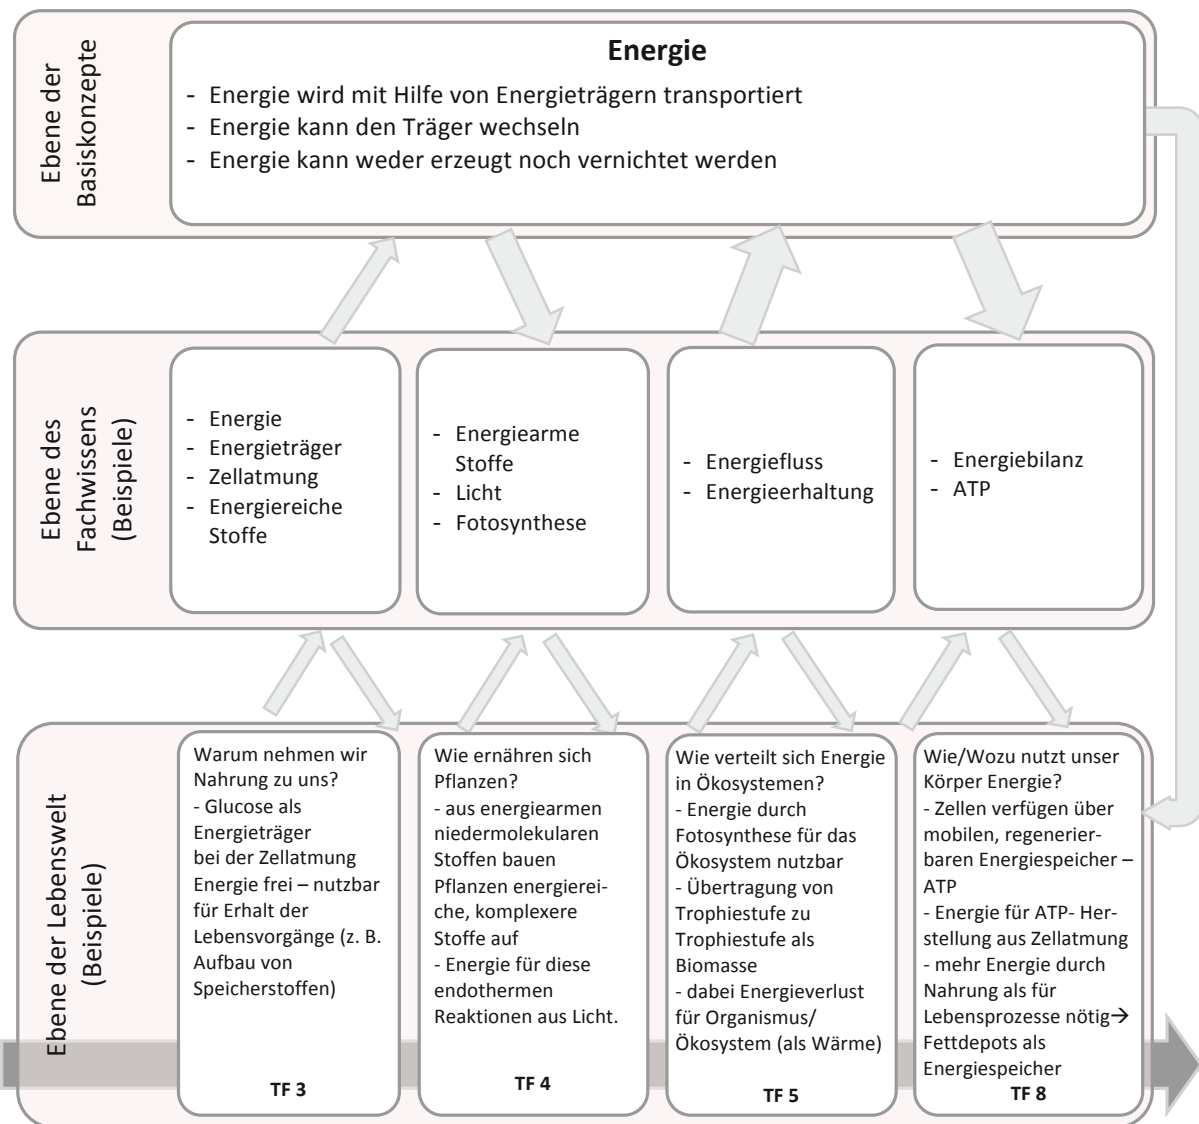 Ebene der
Basiskonzepte
Energie
- Energie wird mit Hilfe von Energieträgern transportiert
- Energie kann den Träger wechseln
- Energie kann weder erzeugt noch vernichtet werden
Ebene des
Fachwissens
(Beispiele)
- Energie
- Energieträger
- Zellatmung
- Energiereiche
Stoffe
- Energiearme
Stoffe
- Licht
- Fotosynthese
- Energiefluss
- Energieerhaltung
- Energiebilanz
- ATP
Ebene der Lebenswelt
(Beispiele)
Warum nehmen wir
Nahrung zu uns?
- Glucose als
Energieträger
bei der Zellatmung
Energie frei – nutzbar
für Erhalt der
Lebensvorgänge (z. B.
Aufbau von
Speicherstoffen)
TF 3
Wie ernähren sich
Pflanzen?
- aus energiearmen
niedermolekularen
Stoffen bauen
Pflanzen energierei-
che, komplexere
Stoffe auf
- Energie für diese
endothermen
Reaktionen aus Licht.
TF 4
Wie verteilt sich Energie
in Ökosystemen?
- Energie durch
Fotosynthese für das
Ökosystem nutzbar
- Übertragung von
Trophiestufe zu
Trophiestufe als
Biomasse
- dabei Energieverlust
für Organismus/
Ökosystem (als Wärme)
TF 5
Wie/Wozu nutzt unser
Körper Energie?
- Zellen verfügen über
mobilen, regenerier-
baren Energiespeicher –
ATP
- Energie für ATP- Her-
stellung aus Zellatmung
- mehr Energie durch
Nahrung als für
Lebensprozesse nötig→
Fettdepots als
Energiespeicher
TF 8